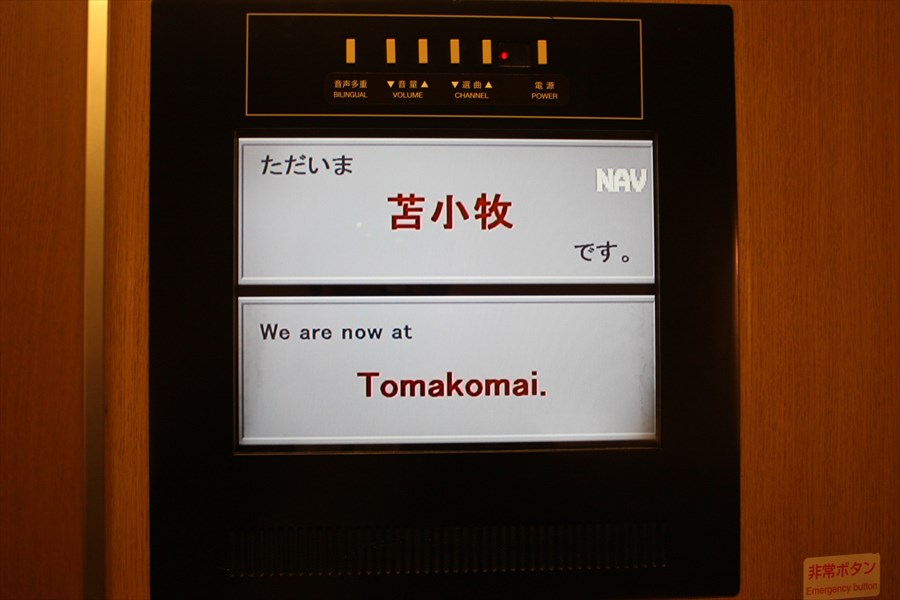 音声多重 ▼ 音量 ▲ ▼ 選曲 ▲ 電源
BILINGUAL VOLUME CHANNEL POWER
ただいま
NAV
苫小牧
です。
We are now at
Tomakomai.
非常ボタン
Emergency button